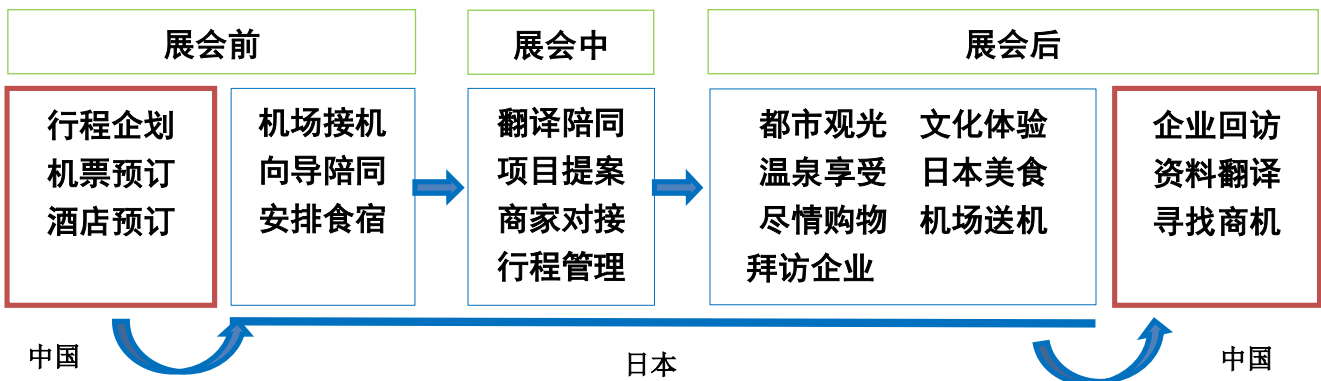 展会前
展会中
展会后
行程企划
机票预订
酒店预订
机场接机
向导陪同
安排食宿
翻译陪同
项目提案
商家对接
行程管理
都市观光 文化体验
温泉享受 日本美食
尽情购物 机场送机
拜访企业
企业回访
资料翻译
寻找商机
中国
日本
中国